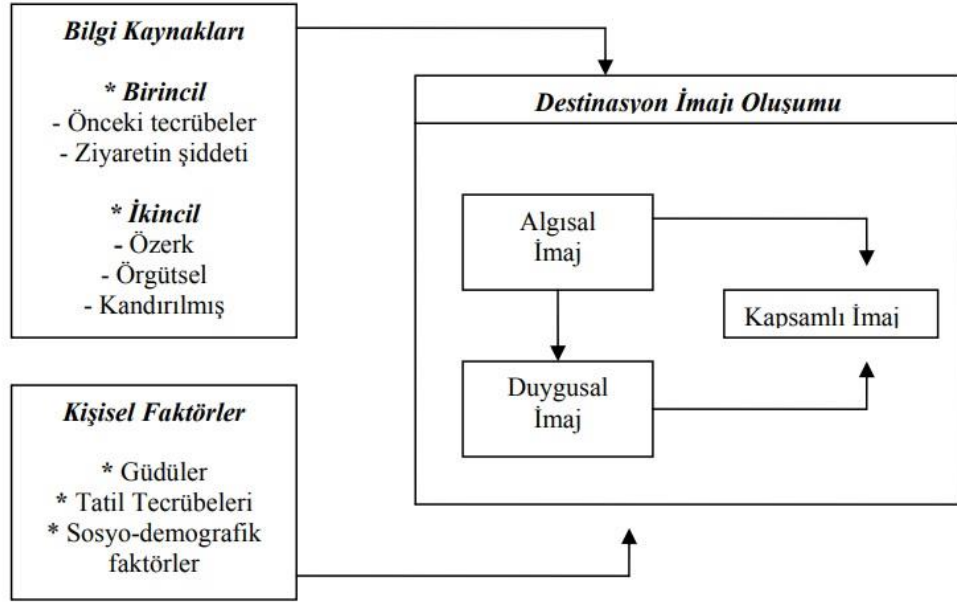 Bilgi Kaynakları
* Birincil
- Önceki tecrübeler
- Ziyaretin şiddeti
* İkincil
- Özerk
- Örgütsel
- Kandırılmış
Kişisel Faktörler
* Güdüler
* Tatil Tecrübeleri
* Sosyo-demografik
faktörler
Destinasyon İmajı Oluşumu
Algısal
İmaj
Duygusal
İmaj
Kapsamlı İmaj